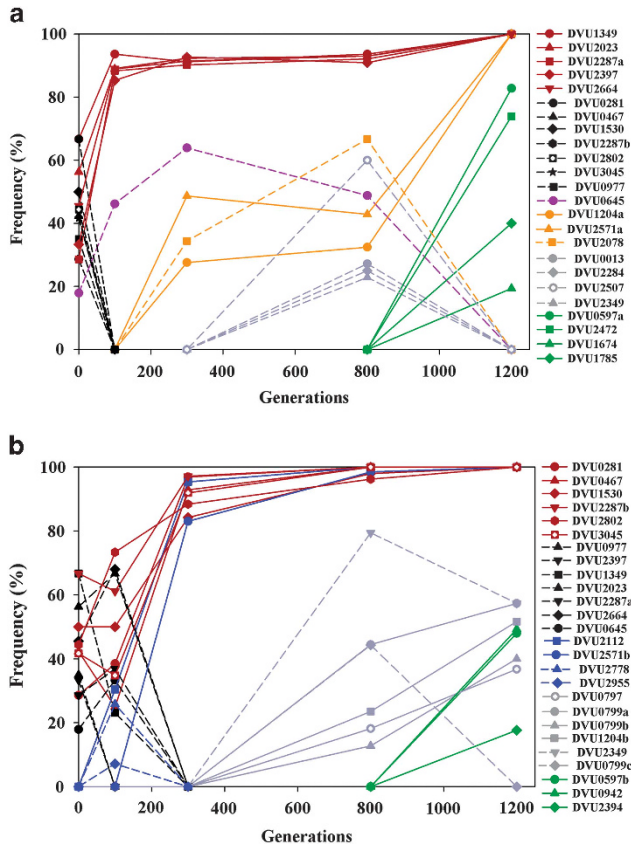 a
100
80
60
40
20
0
Frequency (%)
0 200 400 600 800 1000 1200
Generations
DVU1349
DVU2023
DVU2287a
DVU2397
DVU2664
DVU0281
DVU0467
DVU1530
DVU2287b
DVU2802
DVU3045
DVU0977
DVU0645
DVU1204a
DVU2571a
DVU2078
DVU0013
DVU2284
DVU2507
DVU2349
DVU0597a
DVU2472
DVU1674
DVU1785
b
100
80
60
40
20
0
Frequency (%)
0 200 400 600 800 1000 1200
Generations
DVU0281
DVU0467
DVU1530
DVU2287b
DVU2802
DVU3045
DVU0977
DVU2397
DVU1349
DVU2023
DVU2287a
DVU2664
DVU0645
DVU2112
DVU2571b
DVU2778
DVU2955
DVU0797
DVU0799a
DVU0799b
DVU1204b
DVU2349
DVU0799c
DVU0597b
DVU0942
DVU2394